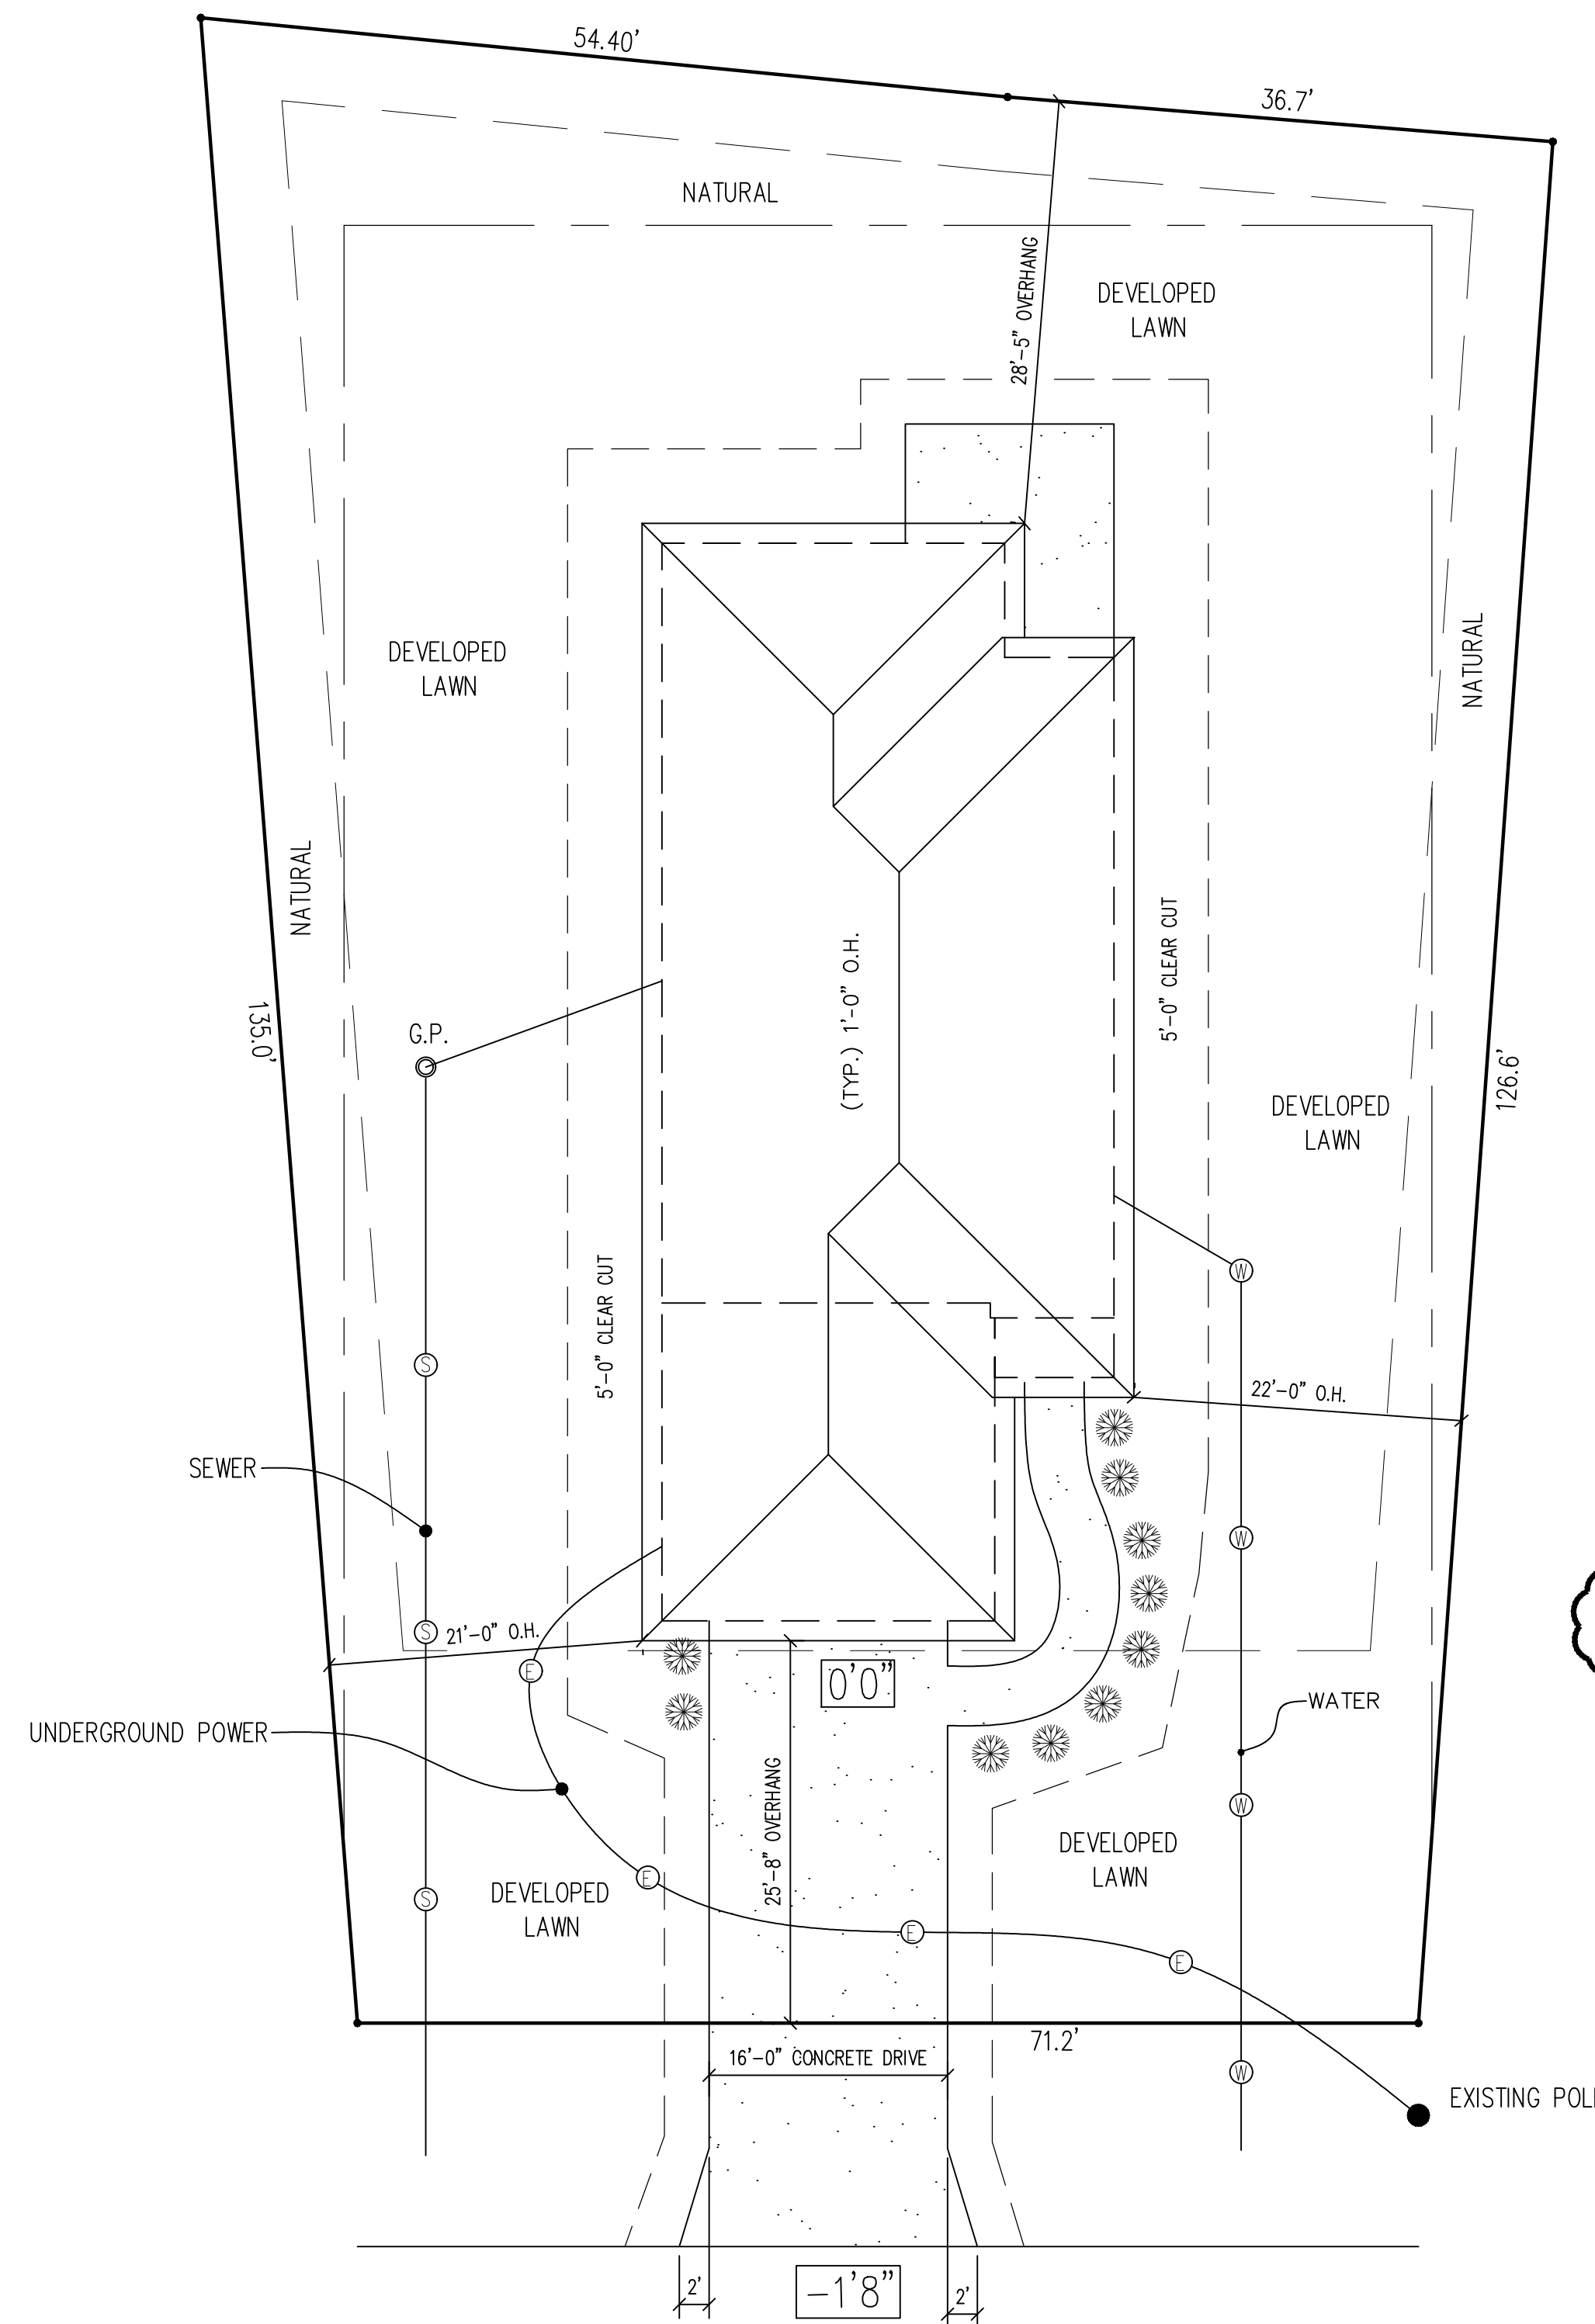 54.40'
36.7'
NATURAL
DEVELOPED
LAWN
28'-5" OVERHANG
DEVELOPED
LAWN
NATURAL
NATURAL
(TYP.) 1'-0" O.H.
5'-0" CLEAR CUT
135.0'
G.P.
126.6'
DEVELOPED
LAWN
W
5'-0" CLEAR CUT
S
22'-0" O.H.
SEWER
W
S
21'-0" O.H.
E
0'0"
WATER
UNDERGROUND POWER
25'-8" OVERHANG
W
DEVELOPED
LAWN
E
DEVELOPED
LAWN
S
E
E
71.2'
16'-0" CONCRETE DRIVE
W
EXISTING POL
2'
-1'8"
2'